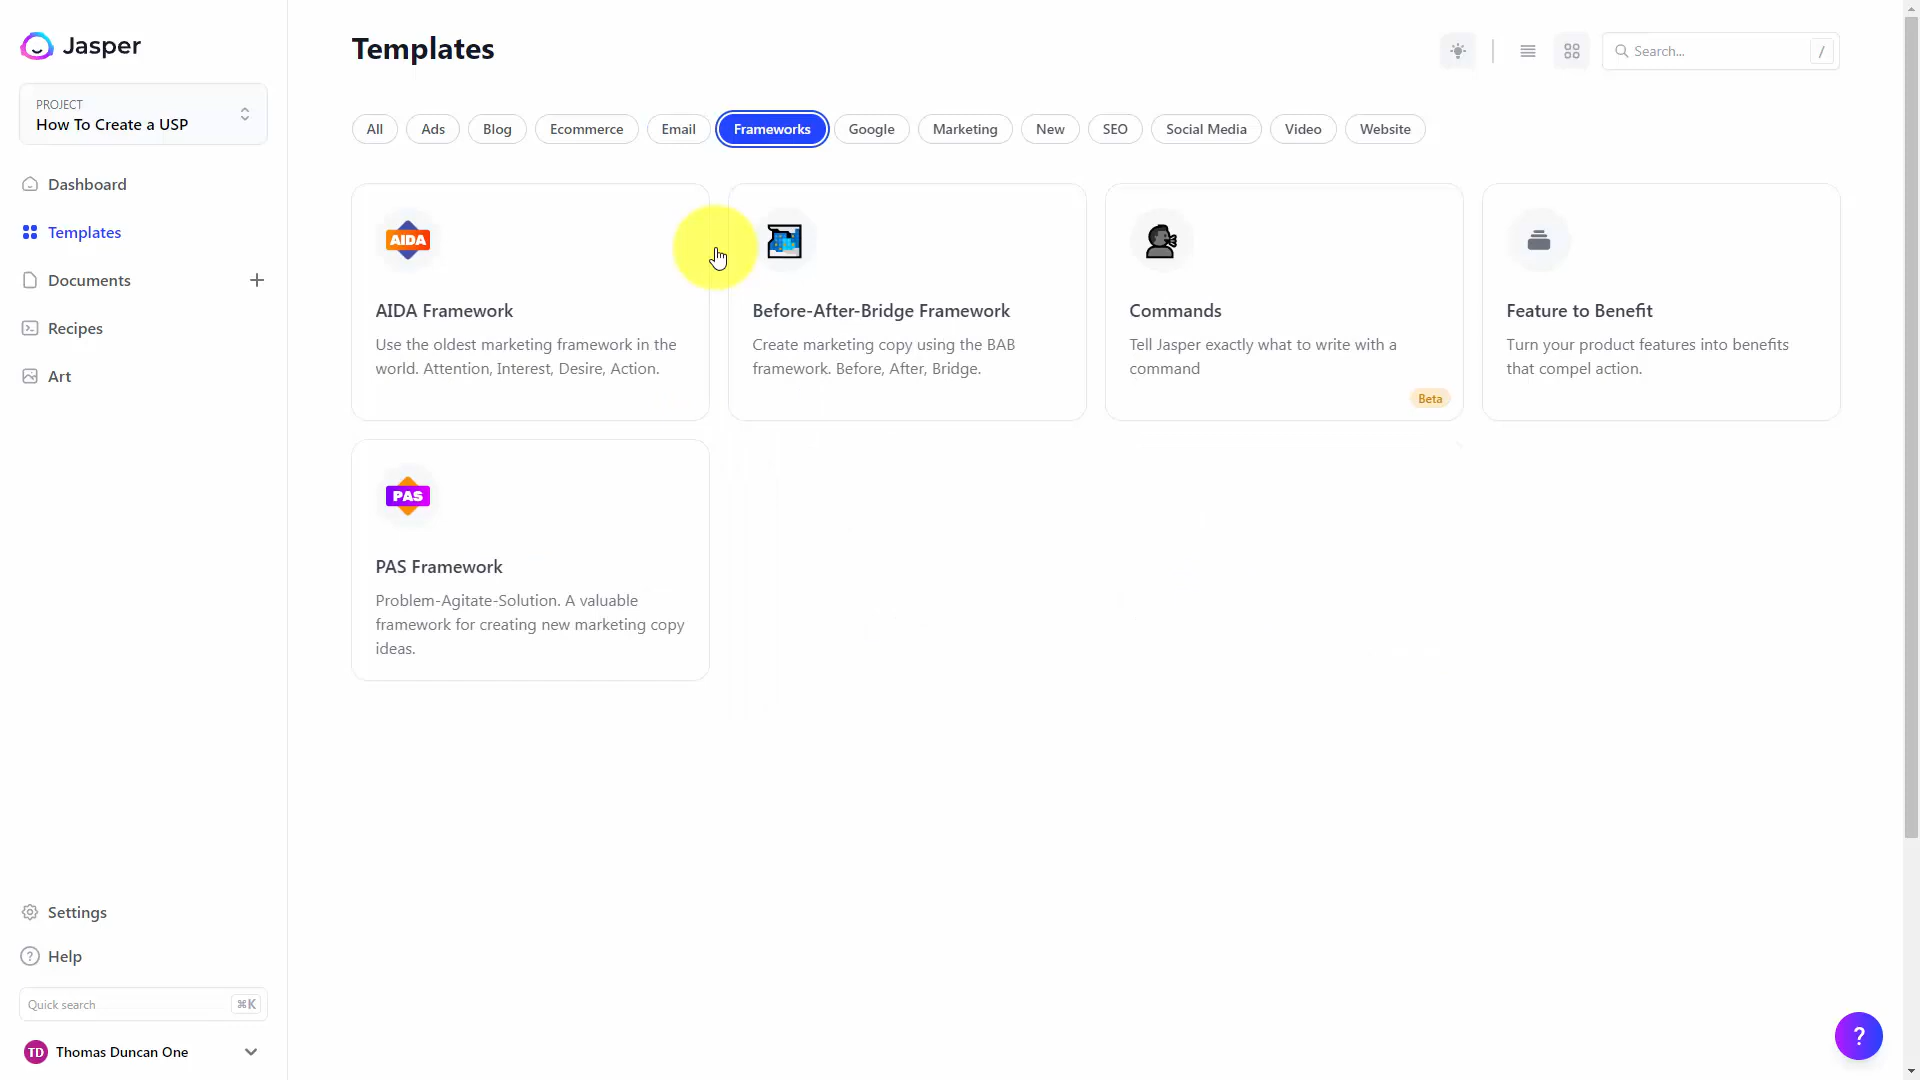 Jasper
PROJECT
How To Create a USP
Dashboard
Templates
Documents
Recipes
Art
Settings
Help
Quick search
⌘K
TD
Thomas Duncan One
Templates
Search...
/
All
Ads
Blog
Ecommerce
Email
Frameworks
Google
Marketing
New
SEO
Social Media
Video
Website
AIDA
AIDA Framework
Use the oldest marketing framework in the
world. Attention, Interest, Desire, Action.
Before-After-Bridge Framework
Create marketing copy using the BAB
framework. Before, After, Bridge.
Commands
Tell Jasper exactly what to write with a
command
Beta
Feature to Benefit
Turn your product features into benefits
that compel action.
PAS
PAS Framework
Problem-Agitate-Solution. A valuable
framework for creating new marketing copy
ideas.
?